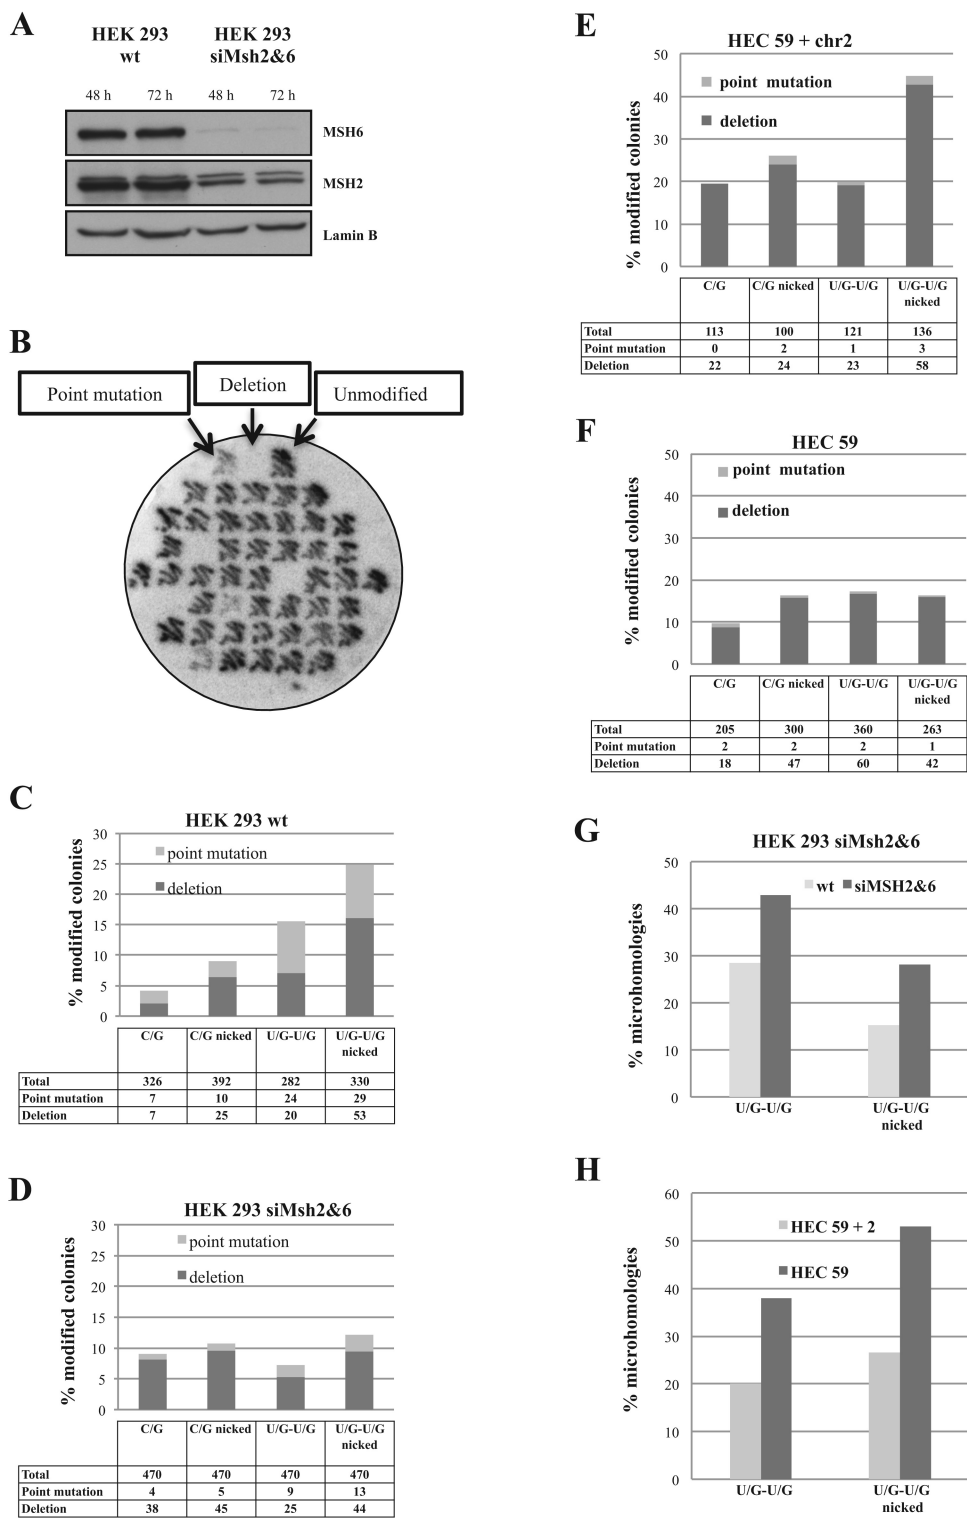 A
HEK 293 wt
HEK 293 siMsh2&6
48 h 72 h 48 h 72 h
MSH6
MSH2
Lamin B
B
Point mutation
Deletion
Unmodified
C
HEK 293 wt
% modified colonies
30
25
20
15
10
5
0
point mutation
deletion
C/G C/G nicked U/G-U/G U/G-U/G nicked
Total 326 392 282 330
Point mutation 7 10 24 29
Deletion 7 25 20 53
D
HEK 293 siMsh2&6
% modified colonies
30
25
20
15
10
5
0
point mutation
deletion
C/G C/G nicked U/G-U/G U/G-U/G nicked
Total 470 470 470 470
Point mutation 4 5 9 13
Deletion 38 45 25 44
E
HEC 59 + chr2
% modified colonies
50
40
30
20
10
0
point mutation
deletion
C/G C/G nicked U/G-U/G U/G-U/G nicked
Total 113 100 121 136
Point mutation 0 2 1 3
Deletion 22 24 23 58
F
HEC 59
% modified colonies
50
40
30
20
10
0
point mutation
deletion
C/G C/G nicked U/G-U/G U/G-U/G nicked
Total 205 300 360 263
Point mutation 2 2 2 1
Deletion 18 47 60 42
G
HEK 293 siMsh2&6
% microhomologies
50
40
30
20
10
0
wt siMSH2&6
U/G-U/G U/G-U/G nicked
H
% microhomologies
60
50
40
30
20
10
0
HEC 59 + 2
HEC 59
U/G-U/G U/G-U/G nicked